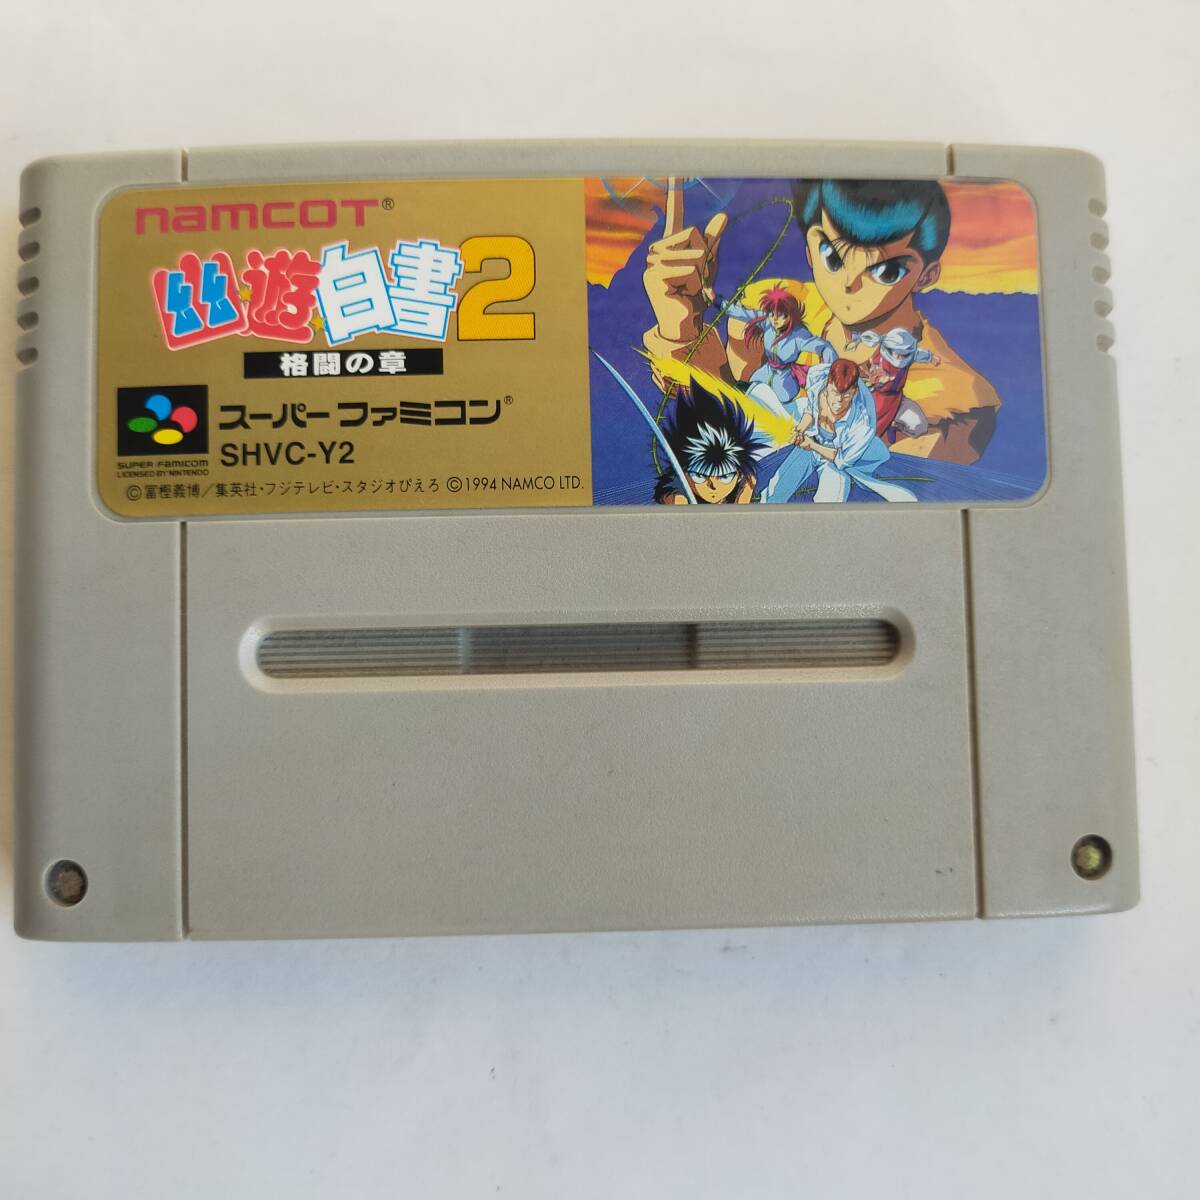 namcoT®
幽☆遊☆白書2
格闘の章
スーパーファミコン®
SUPER FAMICOM
LICENSED BY NINTENDO
SHVC-Y2
©冨樫義博/集英社・フジテレビ・スタジオぴえろ ©1994 NAMCO LTD.